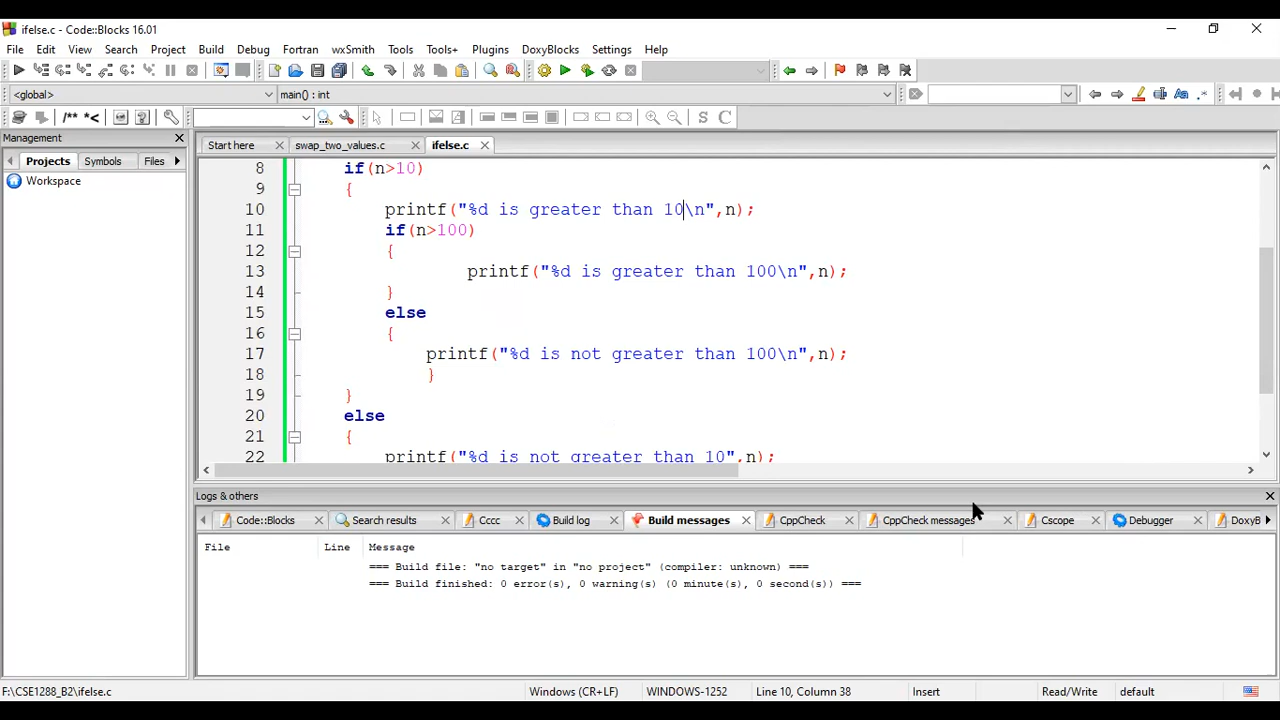 ifelse.c - Code::Blocks 16.01
File Edit View Search Project Build Debug Fortran wxSmith Tools Tools+ Plugins DoxyBlocks Settings Help
<global> main() : int
/** *< S C
Management
Start here swap_two_values.c ifelse.c
Projects Symbols Files
Workspace
8 if(n>10)
9 {
10 printf("%d is greater than 10\n",n);
11 if(n>100)
12 {
13 printf("%d is greater than 100\n",n);
14 }
15 else
16 {
17 printf("%d is not greater than 100\n",n);
18 }
19 }
20 else
21 {
22 printf("%d is not greater than 10",n);
Logs & others
Code::Blocks Search results Cccc Build log Build messages CppCheck CppCheck messages Cscope Debugger DoxyB
File Line Message
=== Build file: "no target" in "no project" (compiler: unknown) ===
=== Build finished: 0 error(s), 0 warning(s) (0 minute(s), 0 second(s)) ===
F:\CSE1288_B2\ifelse.c Windows (CR+LF) WINDOWS-1252 Line 10, Column 38 Insert Read/Write default